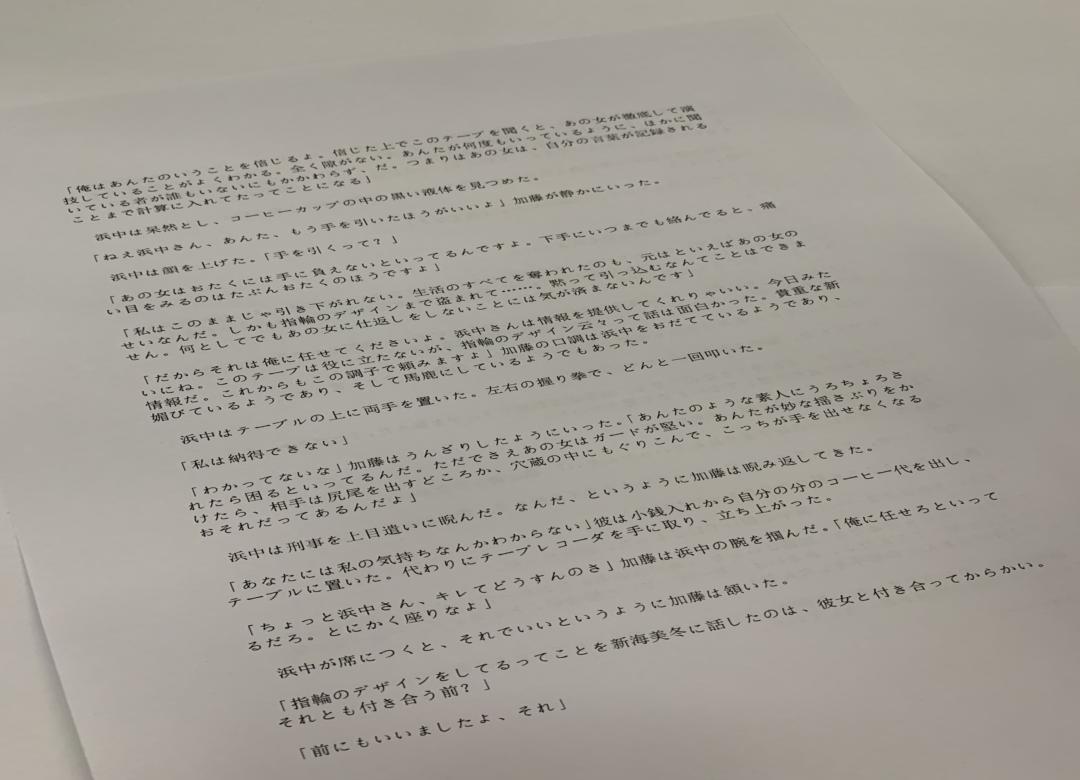 「俺はあんたのいうことを信じるよ。信じた上でこのテープを聞くと、あの女が徹底して演
技していることがよくわかる。全く隙がない。あんたが何度もいっているように、ほかに聞
いている者が誰もいないにもかかわらず、だ。つまりはあの女は、自分の言葉が記録される
ことまで計算に入れてたってことになる」
浜中は呆然とし、コーヒーカップの中の黒い液体を見つめた。
「ねえ浜中さん、あんた、もう手を引いたほうがいいよ」加藤が静かにいった。
浜中は顔を上げた。「手を引くって？」
「あの女はおたくには手に負えないといってるんですよ。下手にいつまでも絡んでると、痛
い目をみるのはたぶんおたくのほうですよ」
「私はこのままじゃ引き下がれない。生活のすべてを奪われたのも、元はといえばあの女の
せいなんだ。しかも指輪のデザインまで盗まれて……。黙って引っ込むなんてことはできま
せん。何としてでもあの女に仕返しをしないことには気が済まないんです」
「だからそれは俺に任せてくださいよ。浜中さんは情報を提供してくれりゃいい。今日みた
いにね。このテープは役に立たないが、指輪のデザイン云々って話は面白かった。貴重な新
情報だ。これからもこの調子で頼みますよ」加藤の口調は浜中をおだてているようであり、
媚びているようであり、そして馬鹿にしているようでもあった。
浜中はテーブルの上に両手を置いた。左右の握り拳で、どんと一回叩いた。
「私は納得できない」
「わかってないな」加藤はうんざりしたようにいった。「あんたのような素人にうろちょろさ
れたら困るといってるんだ。ただでさえあの女はガードが堅い。あんたが妙な揺さぶりをか
けたら、相手は尻尾を出すどころか、穴蔵の中にもぐりこんで、こっちが手を出せなくなる
おそれだってあるんだよ」
浜中は刑事を上目遣いに睨んだ。なんだ、というように加藤は睨み返してきた。
「あなたには私の気持ちなんかわからない」彼は小銭入れから自分の分のコーヒー代を出し、
テーブルに置いた。代わりにテープレコーダを手に取り、立ち上がった。
「ちょっと浜中さん、キレてどうすんのさ」加藤は浜中の腕を掴んだ。「俺に任せろといって
るだろ。とにかく座りなよ」
浜中が席につくと、それでいいというように加藤は頷いた。
「指輪のデザインをしてるってことを新海美冬に話したのは、彼女と付き合ってからかい。
それとも付き合う前？」
「前にもいいましたよ、それ」